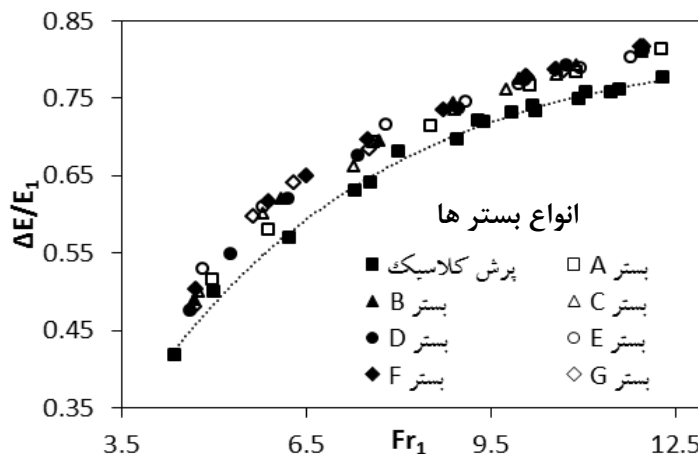 0.85
0.75
0.65
0.55
0.45
0.35
ΔE/E₁
3.5
6.5
9.5
12.5
Fr₁
انواع بستر ها
پرش کلاسیک
بستر A
بستر B
بستر C
بستر D
بستر E
بستر F
بستر G